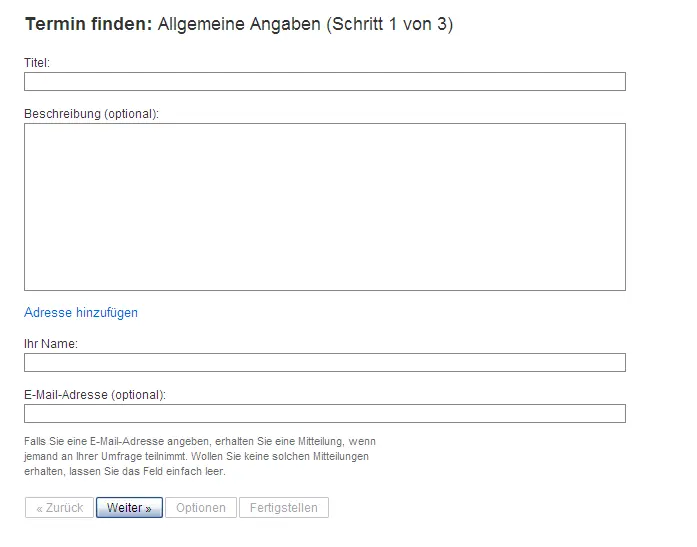 Termin finden: Allgemeine Angaben (Schritt 1 von 3)
Titel:
Beschreibung (optional):
Adresse hinzufügen
Ihr Name:
E-Mail-Adresse (optional):
Falls Sie eine E-Mail-Adresse angeben, erhalten Sie eine Mitteilung, wenn
jemand an Ihrer Umfrage teilnimmt. Wollen Sie keine solchen Mitteilungen
erhalten, lassen Sie das Feld einfach leer.
« Zurück Weiter » Optionen Fertigstellen